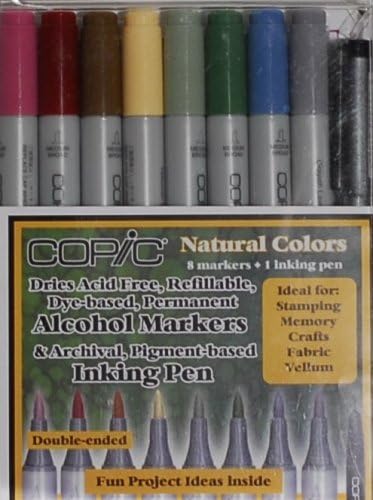 COPIC
Natural Colors
8 markers + 1 inking pen
Dries Acid Free, Refillable,
Dye-based, Permanent
Alcohol Markers
& Archival, Pigment-based
Inking Pen
Ideal for:
Stamping
Memory
Crafts
Fabric
Vellum
Double-ended
Fun Project Ideas Inside